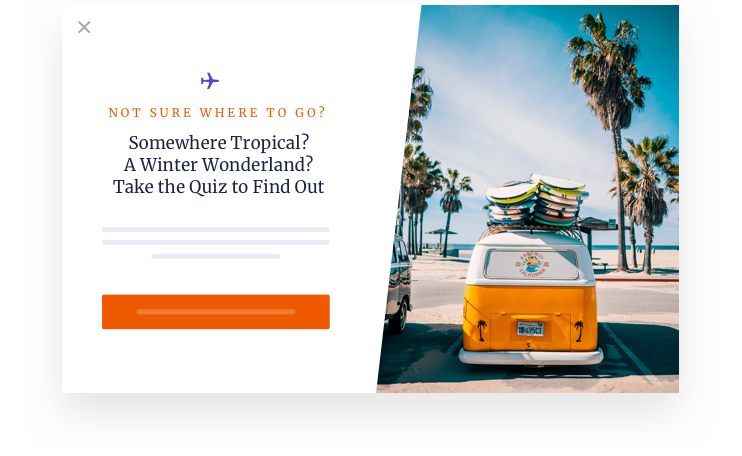 NOT SURE WHERE TO GO?
Somewhere Tropical?
A Winter Wonderland?
Take the Quiz to Find Out